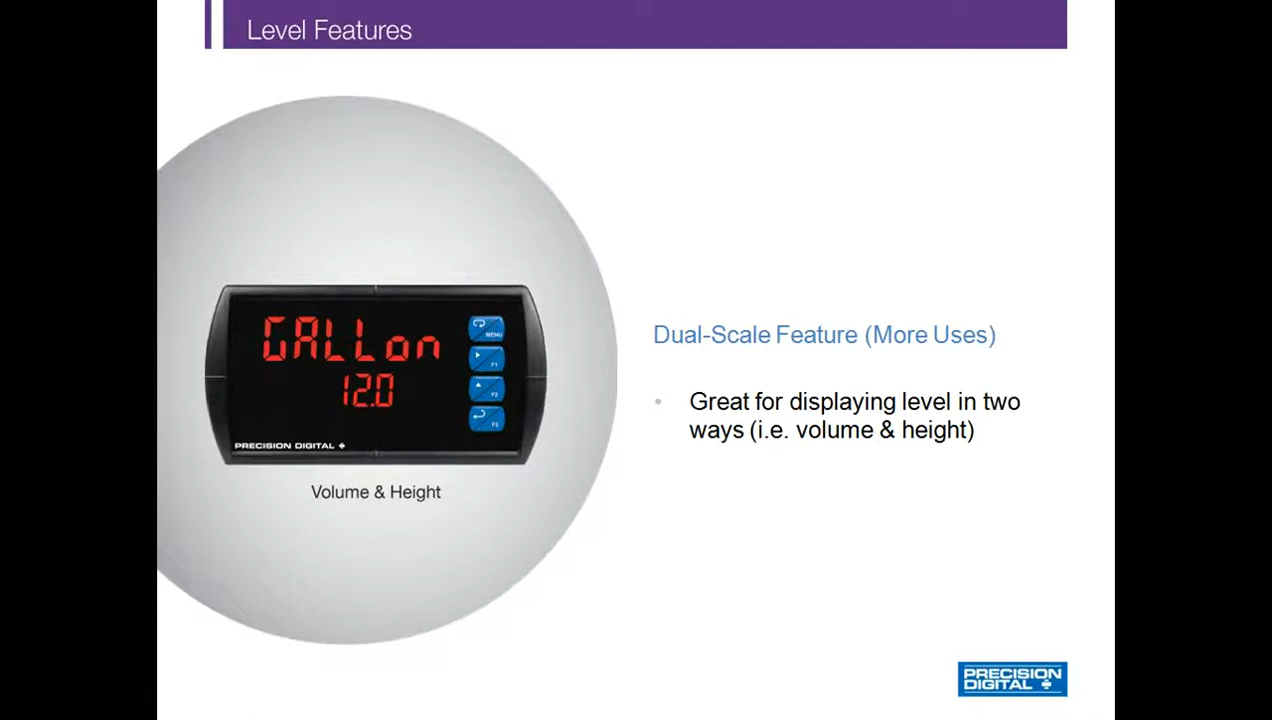 Level Features
GALLon
12.0
MENU
F1
F2
F3
PRECISION DIGITAL
Volume & Height
Dual-Scale Feature (More Uses)
• Great for displaying level in two
ways (i.e. volume & height)
PRECISION
DIGITAL